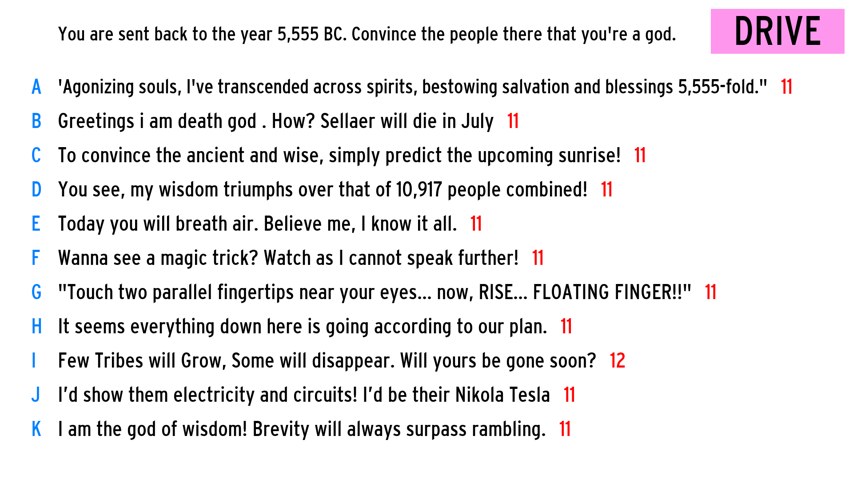 You are sent back to the year 5,555 BC. Convince the people there that you're a god.
DRIVE
A 'Agonizing souls, I've transcended across spirits, bestowing salvation and blessings 5,555-fold." 11
B Greetings i am death god . How? Sellaer will die in July 11
C To convince the ancient and wise, simply predict the upcoming sunrise! 11
D You see, my wisdom triumphs over that of 10,917 people combined! 11
E Today you will breath air. Believe me, I know it all. 11
F Wanna see a magic trick? Watch as I cannot speak further! 11
G "Touch two parallel fingertips near your eyes... now, RISE... FLOATING FINGER!!" 11
H It seems everything down here is going according to our plan. 11
I Few Tribes will Grow, Some will disappear. Will yours be gone soon? 12
J I'd show them electricity and circuits! I'd be their Nikola Tesla 11
K I am the god of wisdom! Brevity will always surpass rambling. 11